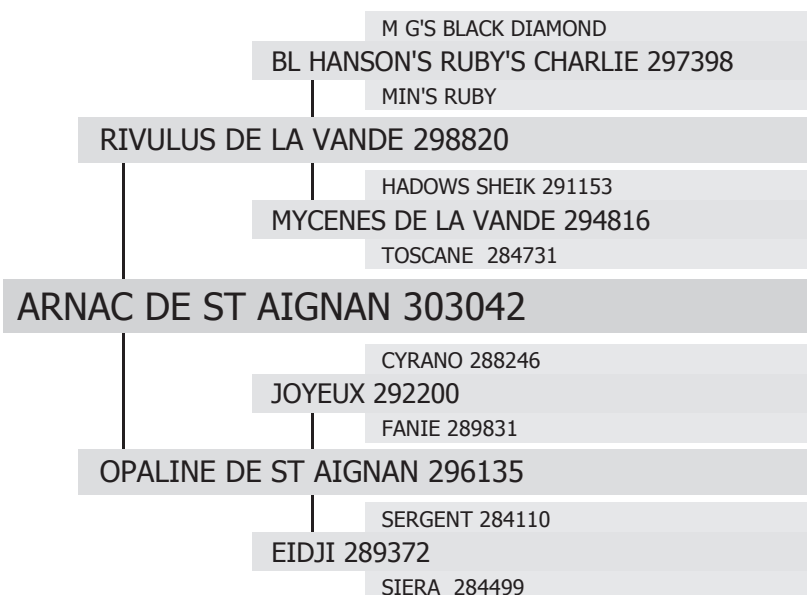 M G'S BLACK DIAMOND
BL HANSON'S RUBY'S CHARLIE 297398
MIN'S RUBY
RIVULUS DE LA VANDE 298820
HADOWS SHEIK 291153
MYCENES DE LA VANDE 294816
TOSCANE 284731
ARNAC DE ST AIGNAN 303042
CYRANO 288246
JOYEUX 292200
FANIE 289831
OPALINE DE ST AIGNAN 296135
SERGENT 284110
EIDJI 289372
SIERA 284499